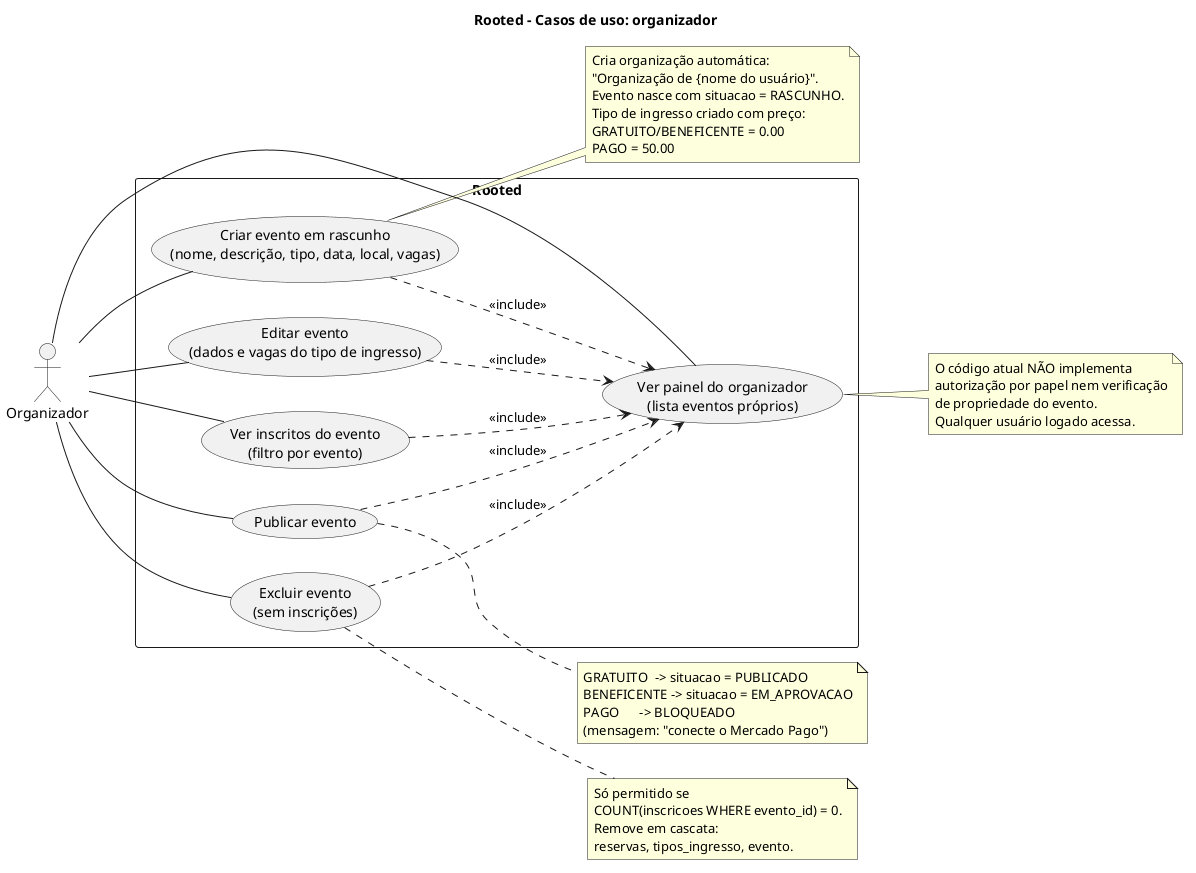 Rooted - Casos de uso: organizador
Cria organização automática:
"Organização de {nome do usuário}".
Evento nasce com situacao = RASCUNHO.
Tipo de ingresso criado com preço:
GRATUITO/BENEFICENTE = 0.00
PAGO = 50.00
Rooted
Criar evento em rascunho
(nome, descrição, tipo, data, local, vagas)
«include»
Editar evento
(dados e vagas do tipo de ingresso)
«include»
Organizador
Ver painel do organizador
(lista eventos próprios)
O código atual NÃO implementa
autorização por papel nem verificação
de propriedade do evento.
Qualquer usuário logado acessa.
Ver inscritos do evento
(filtro por evento)
«include»
«include»
Publicar evento
«include»
Excluir evento
(sem inscrições)
GRATUITO  -> situacao = PUBLICADO
BENEFICENTE -> situacao = EM_APROVACAO
PAGO      -> BLOQUEADO
(mensagem: "conecte o Mercado Pago")
Só permitido se
COUNT(inscricoes WHERE evento_id) = 0.
Remove em cascata:
reservas, tipos_ingresso, evento.